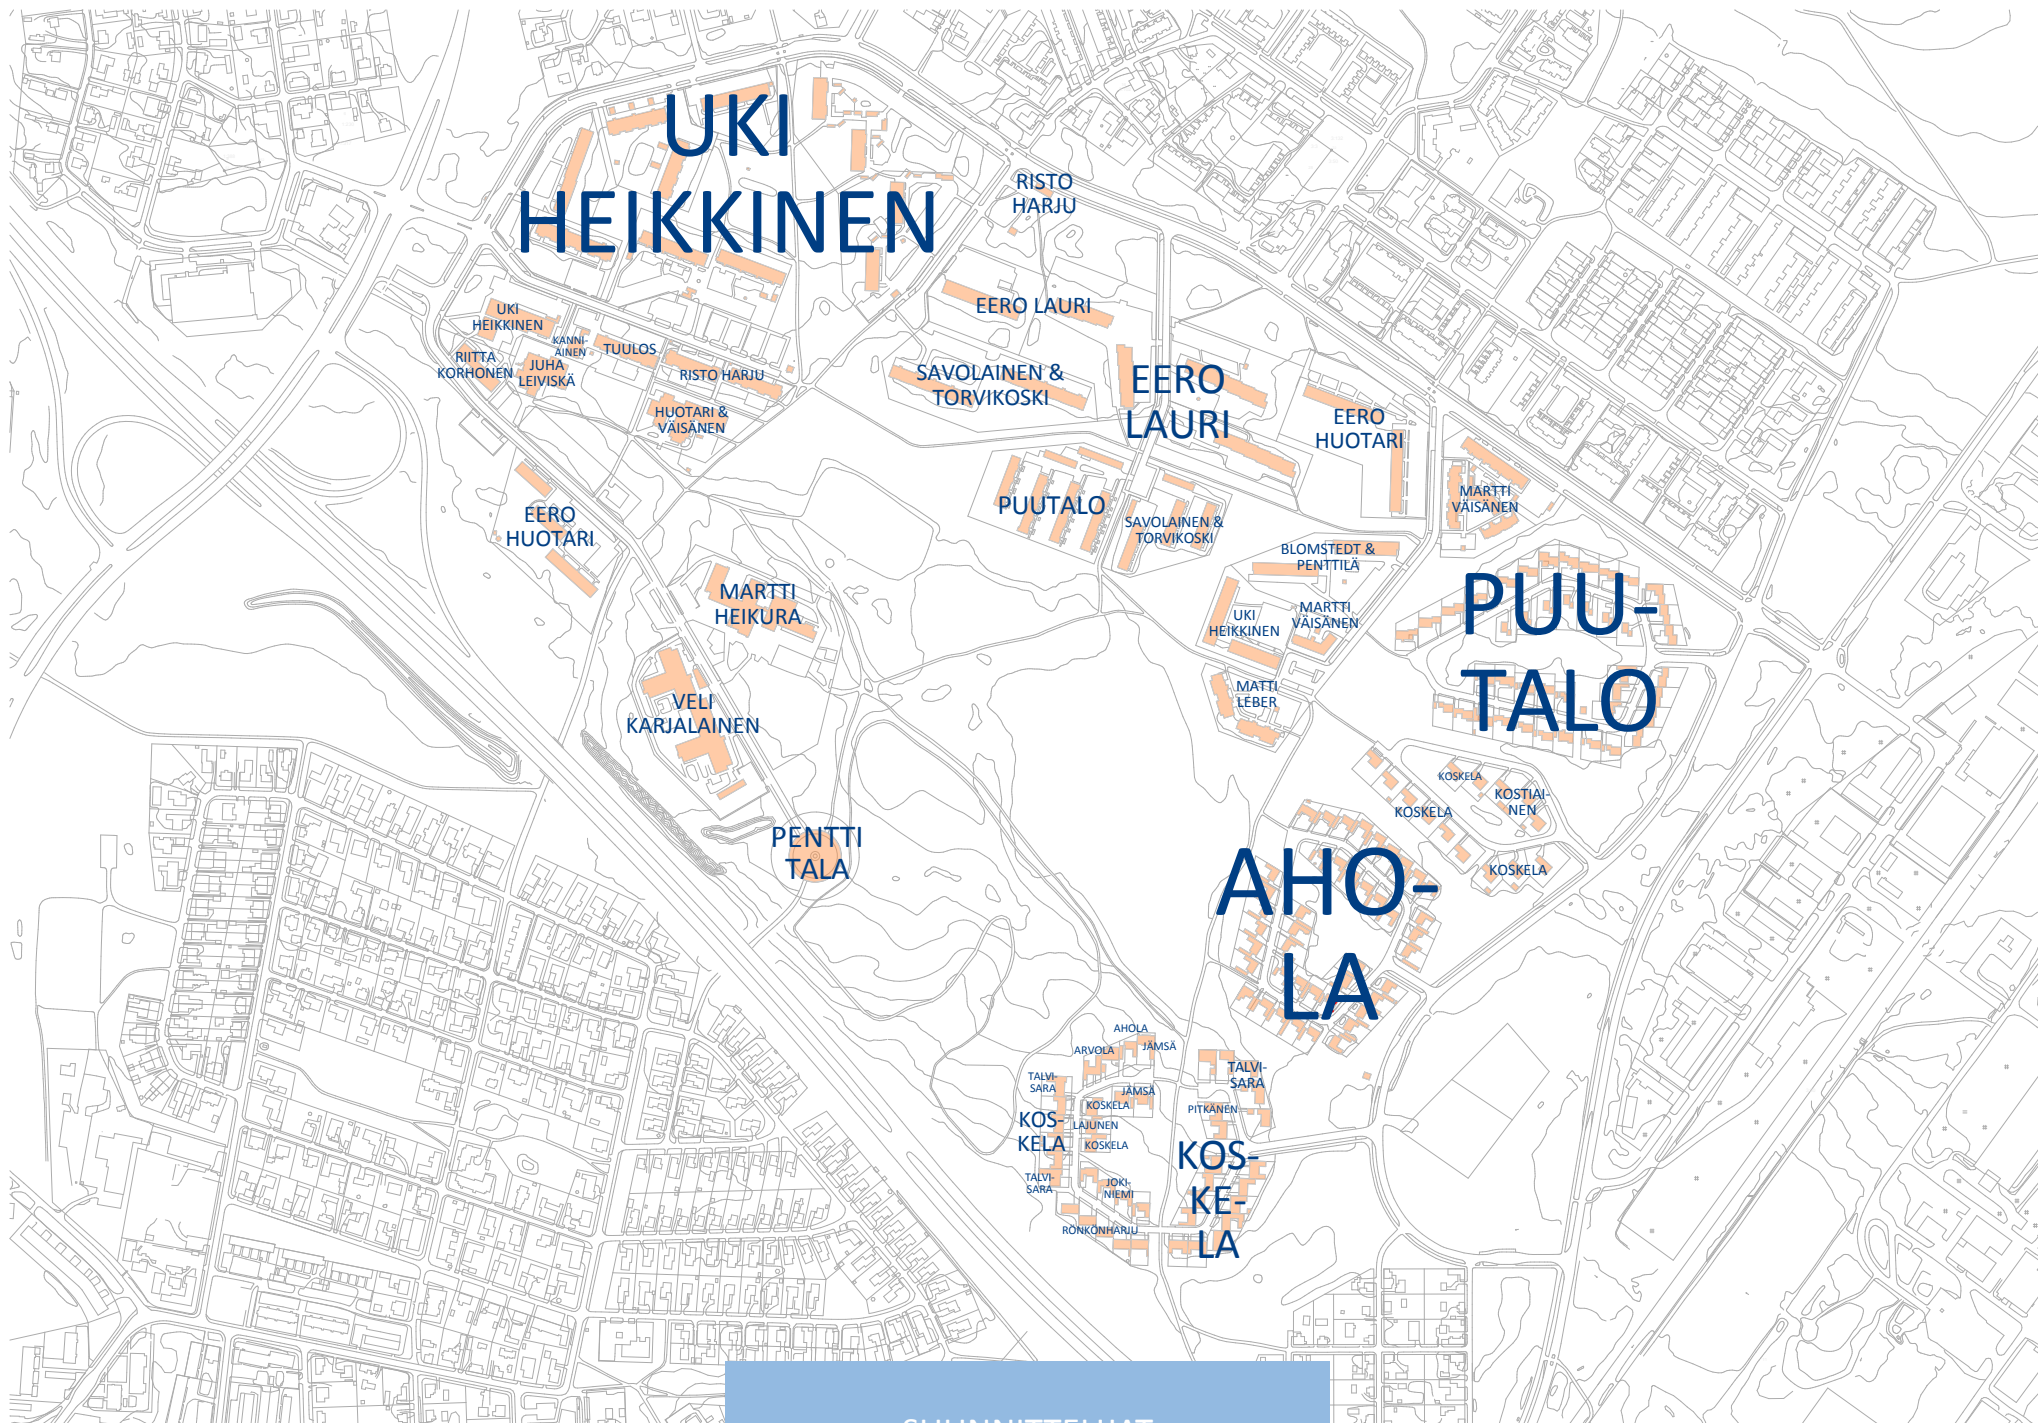 UKI
HEIKKINEN
RISTO
HARJU
EERO LAURI
UKI
HEIKKINEN
KANNI-
AINEN
TUULOS
RIITTA
KORHONEN
JUHA
LEIVISKÄ
RISTO HARJU
SAVOLAINEN &
TORVIKOSKI
EERO
LAURI
HUOTARI &
VÄISÄNEN
EERO
HUOTARI
MARTTI
VÄISÄNEN
PUUTALO
SAVOLAINEN &
TORVIKOSKI
EERO
HUOTARI
BLOMSTEDT &
PENTTILÄ
MARTTI
HEIKURA
UKI
HEIKKINEN
MARTTI
VÄISÄNEN
PUU-
TALO
VELI
KARJALAINEN
MATTI
LEBER
KOSKELA
KOSTIAI-
NEN
KOSKELA
KOSKELA
PENTTI
TALA
AHO-
LA
AHOLA
ARVOLA
JÄMSÄ
TALVI-
SARA
TALVI-
SARA
JÄMSÄ
KOSKELA
PITKÄNEN
KOS-
KELA
LAJUNEN
KOSKELA
KOS-
KE-
LA
TALVI-
SARA
JOKI-
NIEMI
RÖNKÖNHARJU
SUUNNITTELIJAT